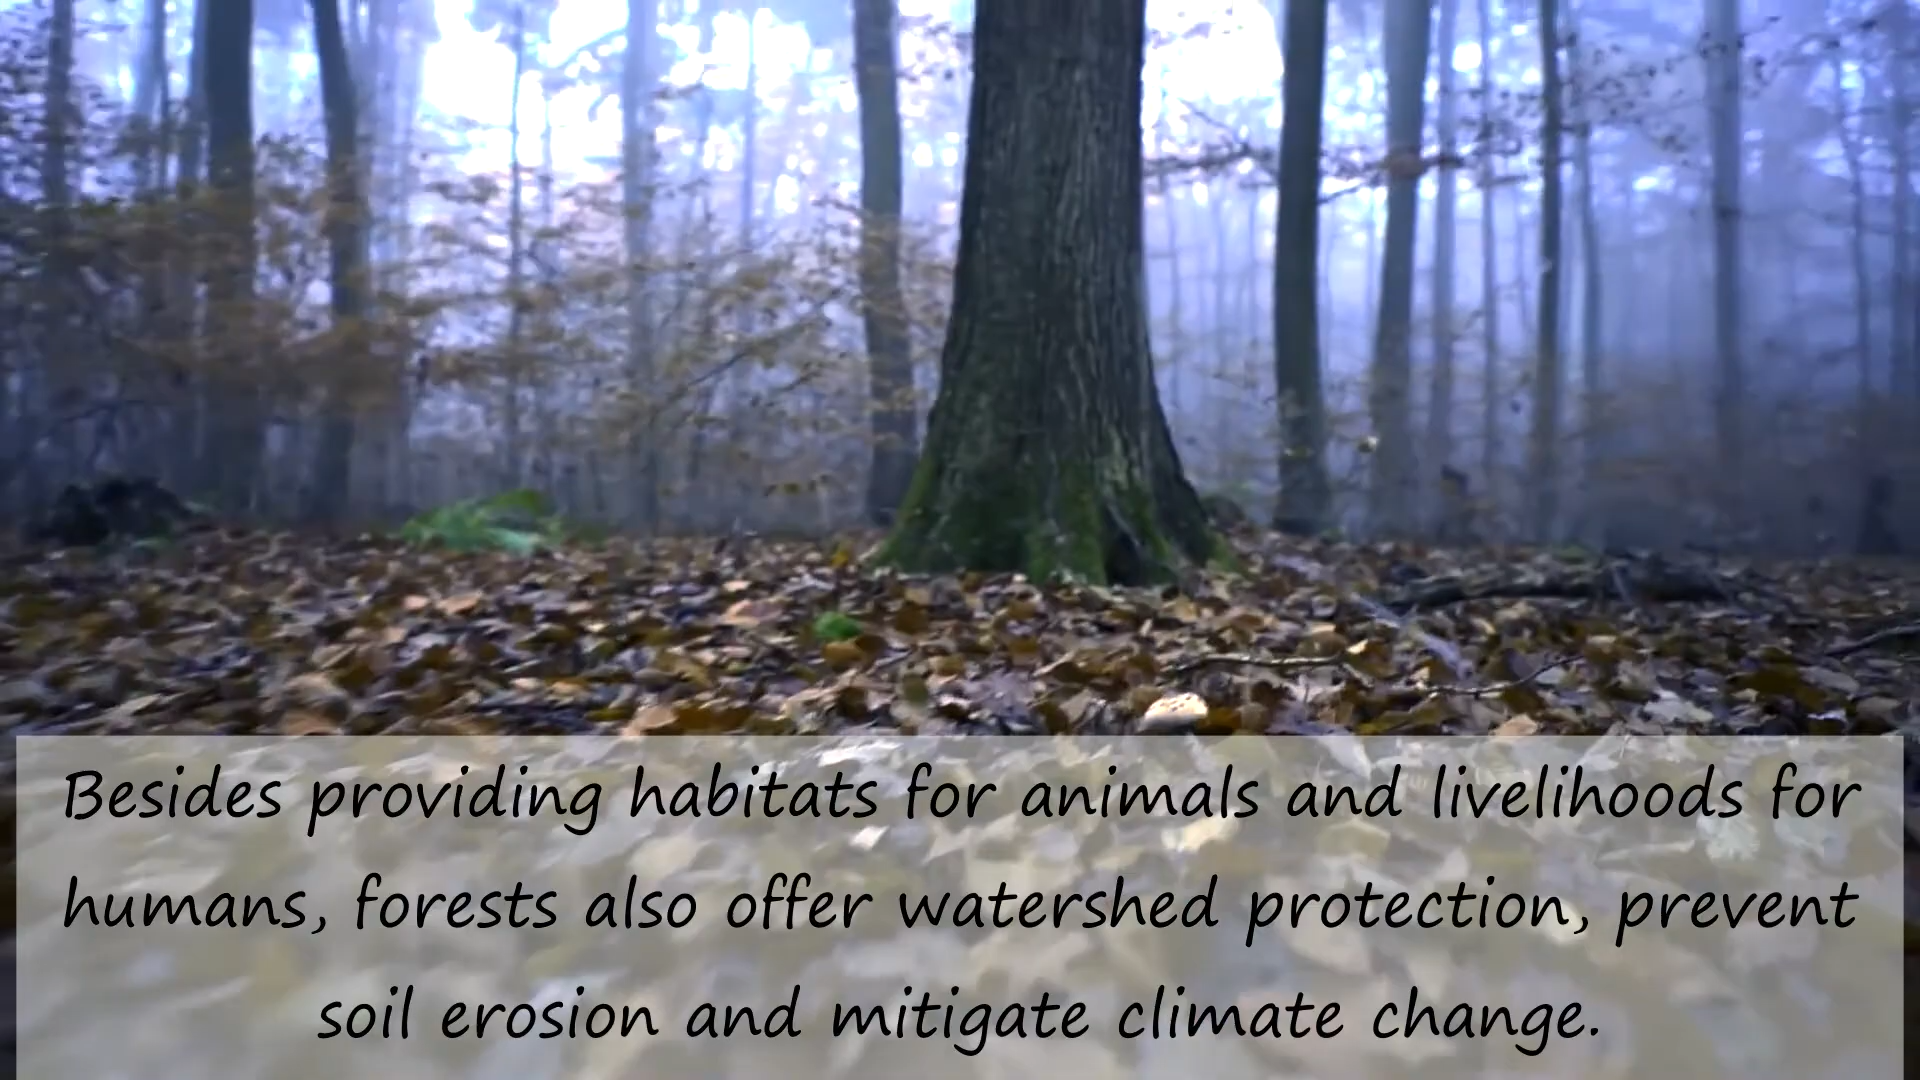 Besides providing habitats for animals and livelihoods for
humans, forests also offer watershed protection, prevent
soil erosion and mitigate climate change.